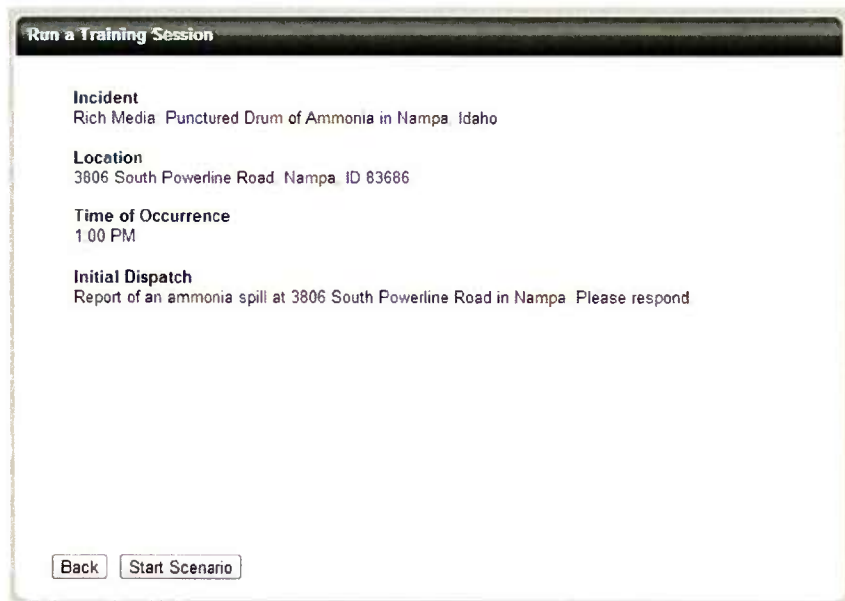 Run a Training Session
Incident
Rich Media Punctured Drum of Ammonia in Nampa, Idaho
Location
3806 South Powerline Road Nampa, ID 83686
Time of Occurrence
1:00 PM
Initial Dispatch
Report of an ammonia spill at 3806 South Powerline Road in Nampa Please respond
Back Start Scenario